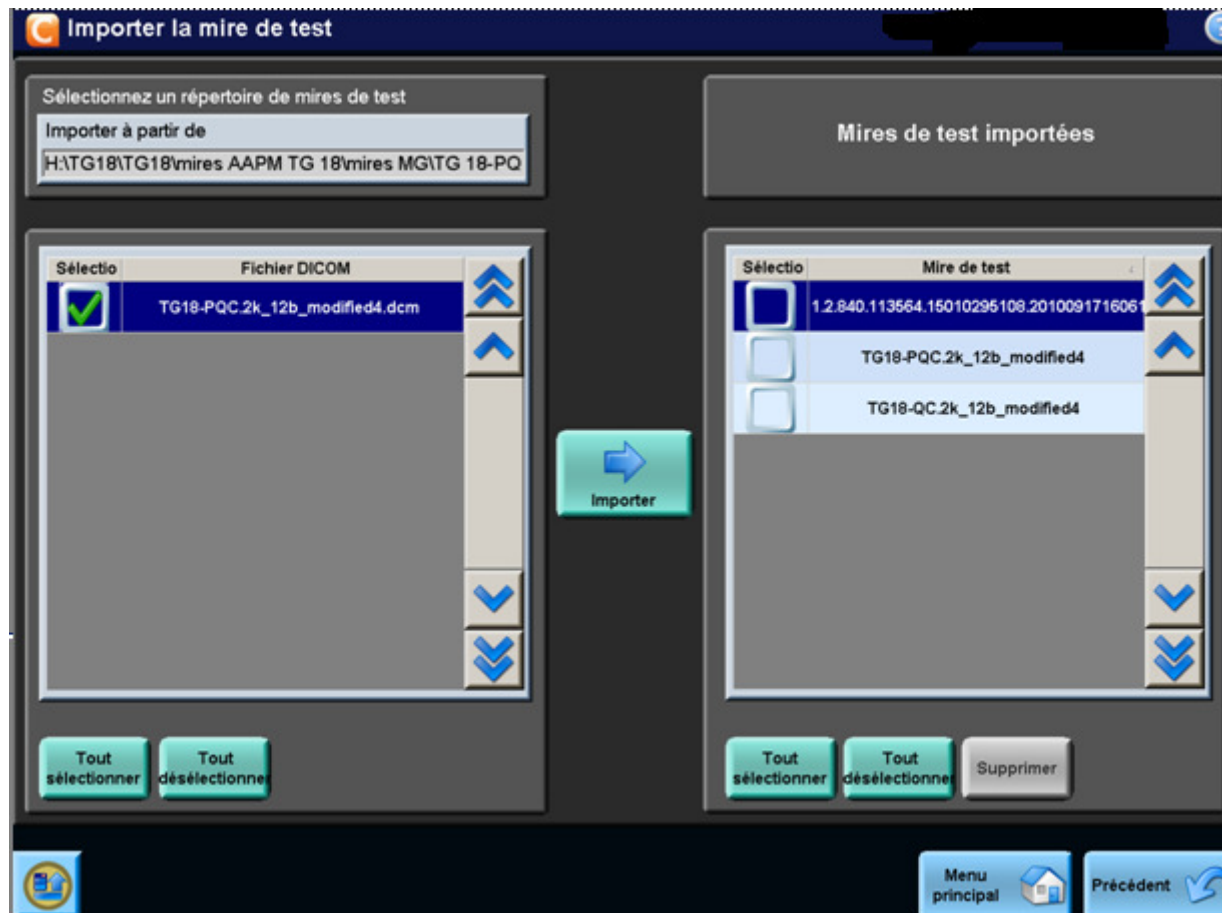 Importer la mire de test
Sélectionnez un répertoire de mires de test
Importer à partir de
H:\TG18\TG18\mires AAPM TG 18\mires MG\TG 18-PQ
Mires de test importées
Sélectio Fichier DICOM
TG18-PQC.2k_12b_modified4.dcm
Importer
Sélectio Mire de test
1.2.840.113564.15010295108.2010091716061
TG18-PQC.2k_12b_modified4
TG18-QC.2k_12b_modified4
Tout
sélectionner
Tout
désélectionne
Tout
sélectionner
Tout
désélectionne
Supprimer
Menu
principal
Précédent